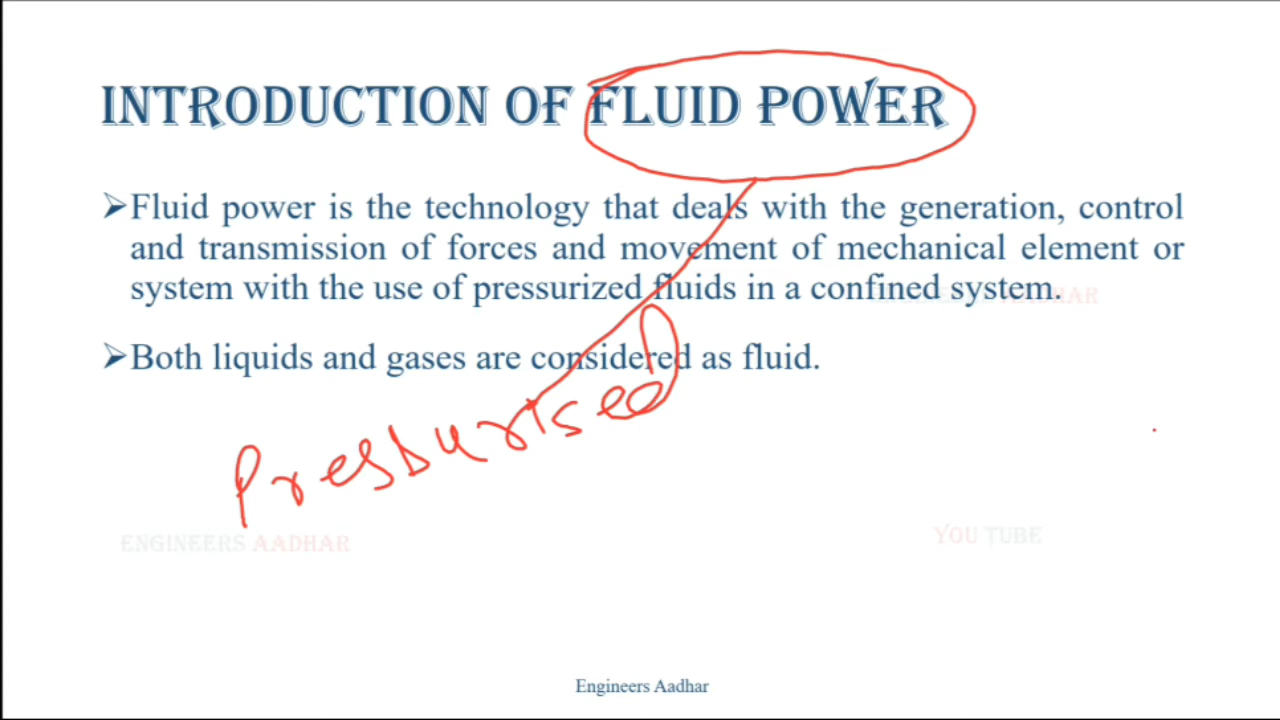 INTRODUCTION OF FLUID POWER
➢Fluid power is the technology that deals with the generation, control
and transmission of forces and movement of mechanical element or
system with the use of pressurized fluids in a confined system.
➢Both liquids and gases are considered as fluid.
Pressurised
ENGINEERS AADHAR
YOU TUBE
Engineers Aadhar